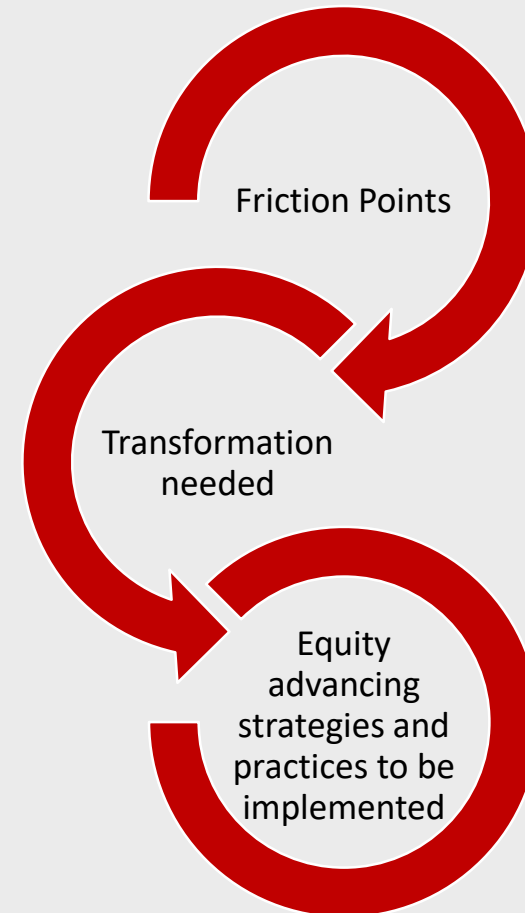 Friction Points
Transformation
needed
Equity
advancing
strategies and
practices to be
implemented